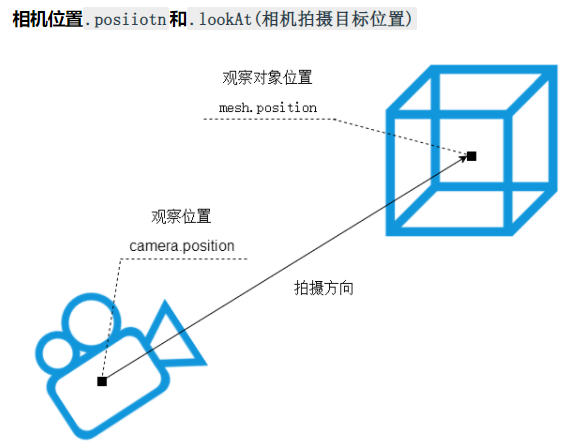 相机位置.posiiotn和.lookAt(相机拍摄目标位置)
观察对象位置
mesh.position
观察位置
camera.position
拍摄方向